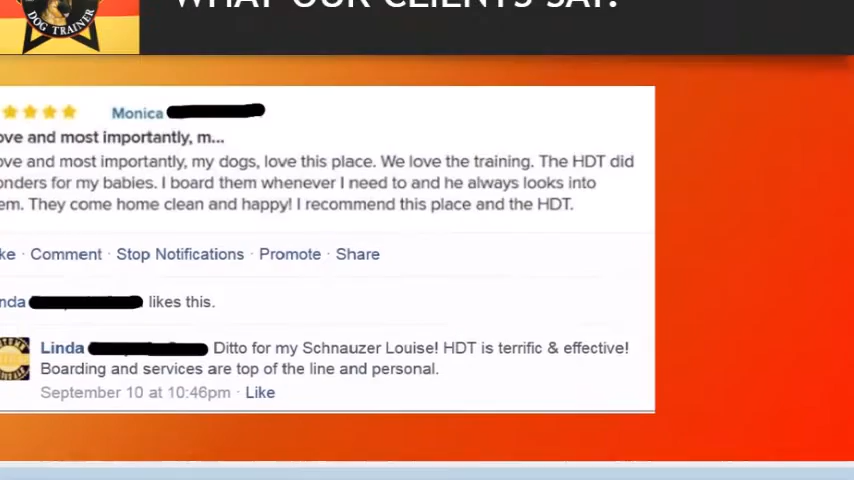 WHAT OUR CLIENTS SAY:
DOG TRAINER
Monica
ove and most importantly, m...
ove and most importantly, my dogs, love this place. We love the training. The HDT did
onders for my babies. I board them whenever I need to and he always looks into
em. They come home clean and happy! I recommend this place and the HDT.
ke · Comment · Stop Notifications · Promote · Share
nda likes this.
Linda Ditto for my Schnauzer Louise! HDT is terrific & effective!
Boarding and services are top of the line and personal.
September 10 at 10:46pm · Like